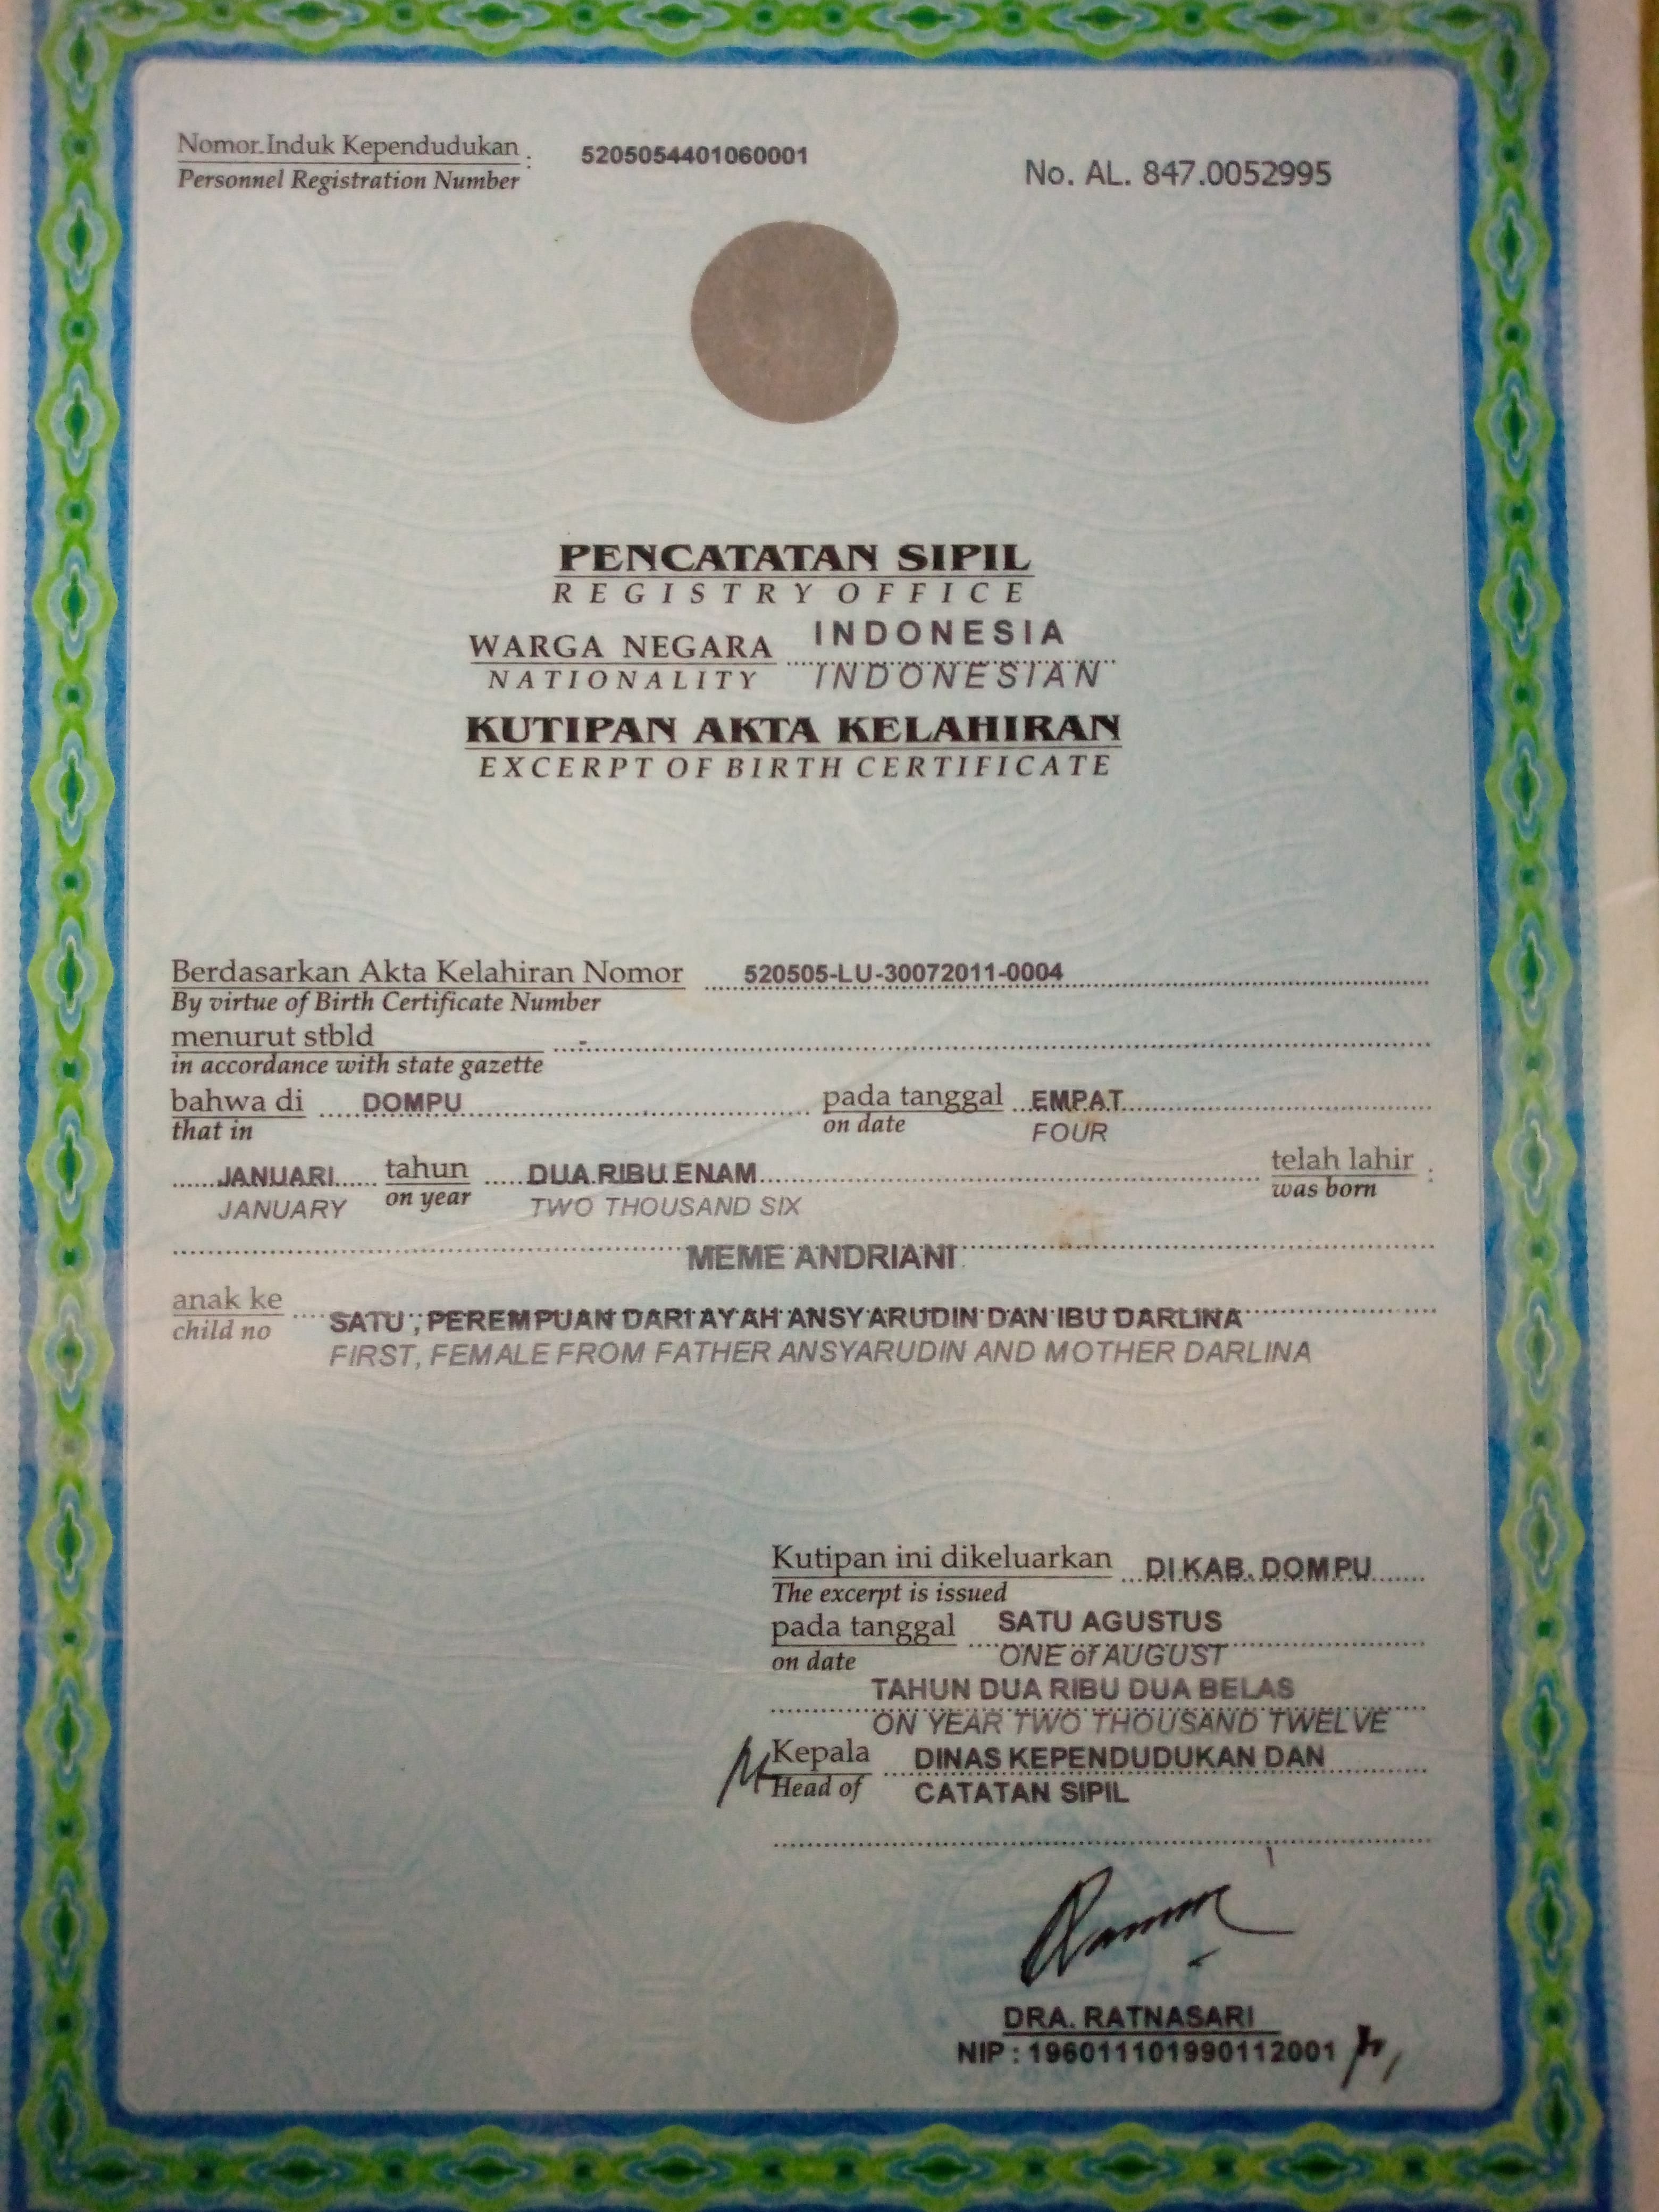 Nomor Induk Kependudukan : 5205054401060001
Personnel Registration Number
No. AL. 847.0052995
PENCATATAN SIPIL
REGISTRY OFFICE
WARGA NEGARA INDONESIA
NATIONALITY INDONESIAN
KUTIPAN AKTA KELAHIRAN
EXCERPT OF BIRTH CERTIFICATE
Berdasarkan Akta Kelahiran Nomor 520505-LU-30072011-0004
By virtue of Birth Certificate Number
menurut stbld -
in accordance with state gazette
bahwa di DOMPU pada tanggal EMPAT
that in on date FOUR
JANUARI tahun DUA RIBU ENAM telah lahir :
JANUARY on year TWO THOUSAND SIX was born
MEME ANDRIANI
anak ke SATU , PEREMPUAN DARI AYAH ANSYARUDIN DAN IBU DARLINA
child no FIRST, FEMALE FROM FATHER ANSYARUDIN AND MOTHER DARLINA
Kutipan ini dikeluarkan DI KAB. DOMPU
The excerpt is issued
pada tanggal SATU AGUSTUS
on date ONE of AUGUST
TAHUN DUA RIBU DUA BELAS
ON YEAR TWO THOUSAND TWELVE
Kepala DINAS KEPENDUDUKAN DAN
Head of CATATAN SIPIL
DRA. RATNASARI
NIP : 196011101990112001